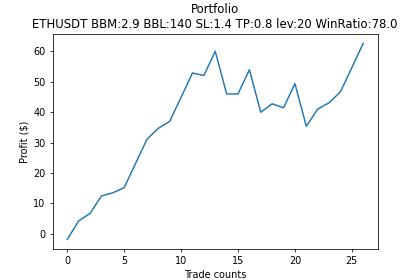 Portfolio
ETHUSDT BBM:2.9 BBL:140 SL:1.4 TP:0.8 lev:20 WinRatio:78.0
60
50
40
30
20
10
0
Profit ($)
0 5 10 15 20 25
Trade counts